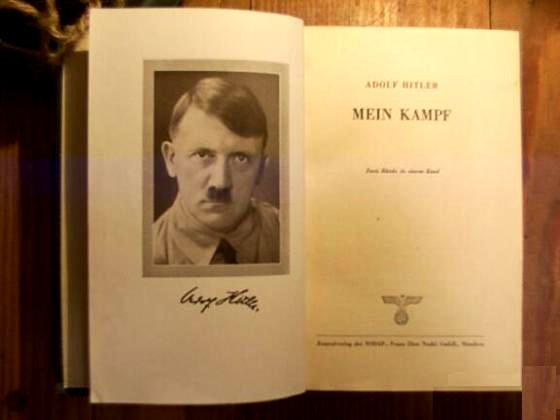 Adolf Hitler.
ADOLF HITLER
MEIN KAMPF
Zwei Bände in einem Band
Zentralverlag der NSDAP., Franz Eher Nachf. GmbH., München